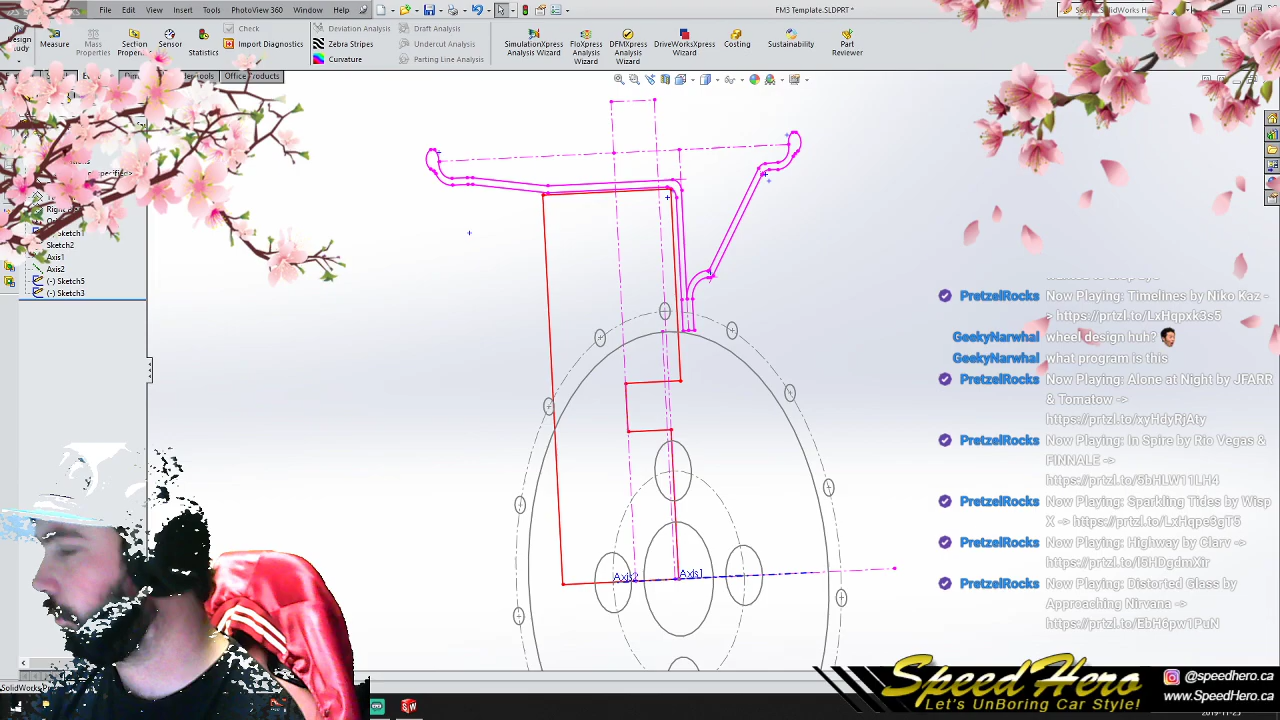 File Edit View Insert Tools PhotoView 360 Window Help
FM3 Template.SLDPRT *
Design Study
Measure
Mass Properties
Section Proper
Sensor
Statistics
Check
Import Diagnostics
Deviation Analysis
Zebra Stripes
Curvature
Draft Analysis
Undercut Analysis
Parting Line Analysis
SimulationXpress Analysis Wizard
FloXpress Analysis Wizard
DFMXpress Analysis Wizard
DriveWorksXpress Wizard
Costing
Sustainability
Part Reviewer
Office Products
Sketch2
Axis1
Axis2
(-) Sketch5
(-) Sketch3
Axis2
Axis1
PretzelRocks Now Playing: Timelines by Niko Kaz -
> https://prtzl.to/LxHqpxk3s5
GeekyNarwhal wheel design huh?
GeekyNarwhal what program is this
PretzelRocks Now Playing: Alone at Night by JFARR
& Tomatow ->
https://prtzl.to/xyHdyRjAty
PretzelRocks Now Playing: In Spire by Rio Vegas &
FINNALE ->
https://prtzl.to/5bHLW11LH4
PretzelRocks Now Playing: Sparkling Tides by Wisp
X -> https://prtzl.to/LxHqpe3gT5
PretzelRocks Now Playing: Highway by Clarv ->
https://prtzl.to/l5HDgdmXir
PretzelRocks Now Playing: Distorted Glass by
Approaching Nirvana ->
https://prtzl.to/EbH6pw1PuN
Speed Hero
Let's UnBoring Car Style!
@speedhero.ca
www.SpeedHero.ca